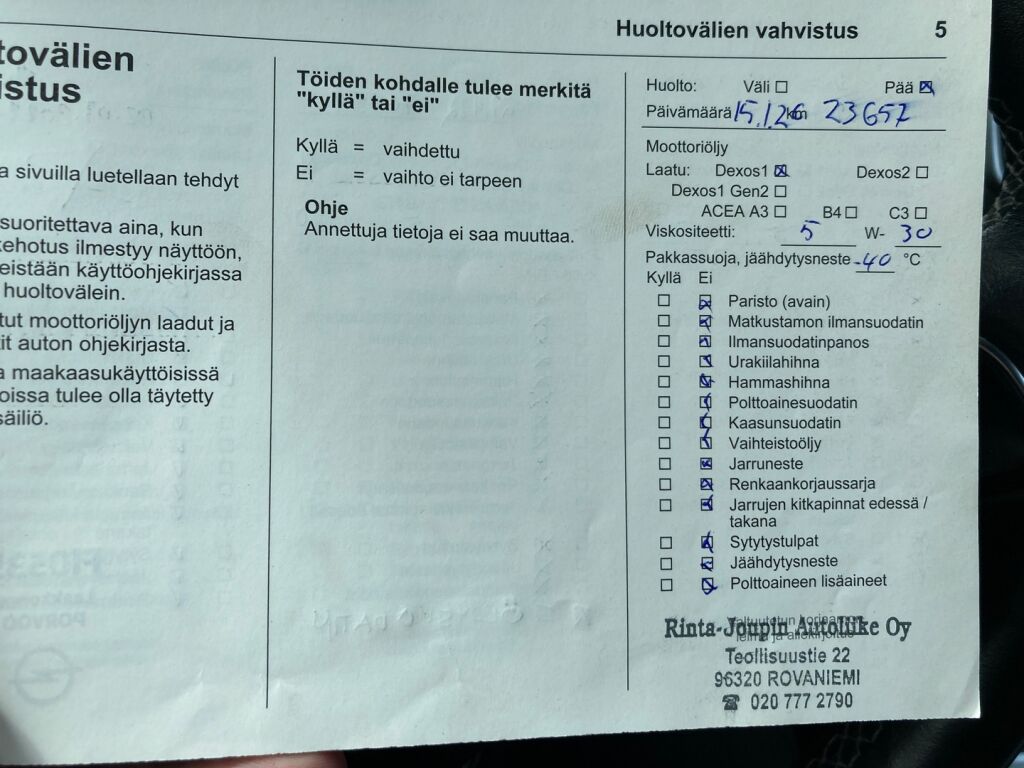 Huoltovälien vahvistus 5
tovälien
istus
a sivuilla luetellaan tehdyt
suoritettava aina, kun
kehotus ilmestyy näyttöön,
eistään käyttöohjekirjassa
huoltovälein.
tut moottoriöljyn laadut ja
it auton ohjekirjasta.
a maakaasukäyttöisissä
oissa tulee olla täytetty
säiliö.
Töiden kohdalle tulee merkitä
"kyllä" tai "ei"
Kyllä = vaihdettu
Ei = vaihto ei tarpeen
Ohje
Annettuja tietoja ei saa muuttaa.
Huolto: Väli ☐ Pää ☒
Päivämäärä 15.1.26 km 23657
Moottoriöljy
Laatu: Dexos1 ☒ Dexos2 ☐
Dexos1 Gen2 ☐
ACEA A3 ☐ B4 ☐ C3 ☐
Viskositeetti: 5 W- 30
Pakkassuoja, jäähdytysneste -40 °C
Kyllä Ei
☐ ☒ Paristo (avain)
☐ ☒ Matkustamon ilmansuodatin
☐ ☒ Ilmansuodatinpanos
☐ ☒ Urakiilahihna
☐ ☒ Hammashihna
☐ ☒ Polttoainesuodatin
☐ ☒ Kaasunsuodatin
☐ ☒ Vaihteistoöljy
☐ ☒ Jarruneste
☐ ☒ Renkaankorjaussarja
☐ ☒ Jarrujen kitkapinnat edessä /
takana
☐ ☒ Sytytystulpat
☐ ☒ Jäähdytysneste
☐ ☒ Polttoaineen lisäaineet
Rinta-Joupin Autoliike Oy
leima ja allekirjoitus
Teollisuustie 22
96320 ROVANIEMI
☎ 020 777 2790